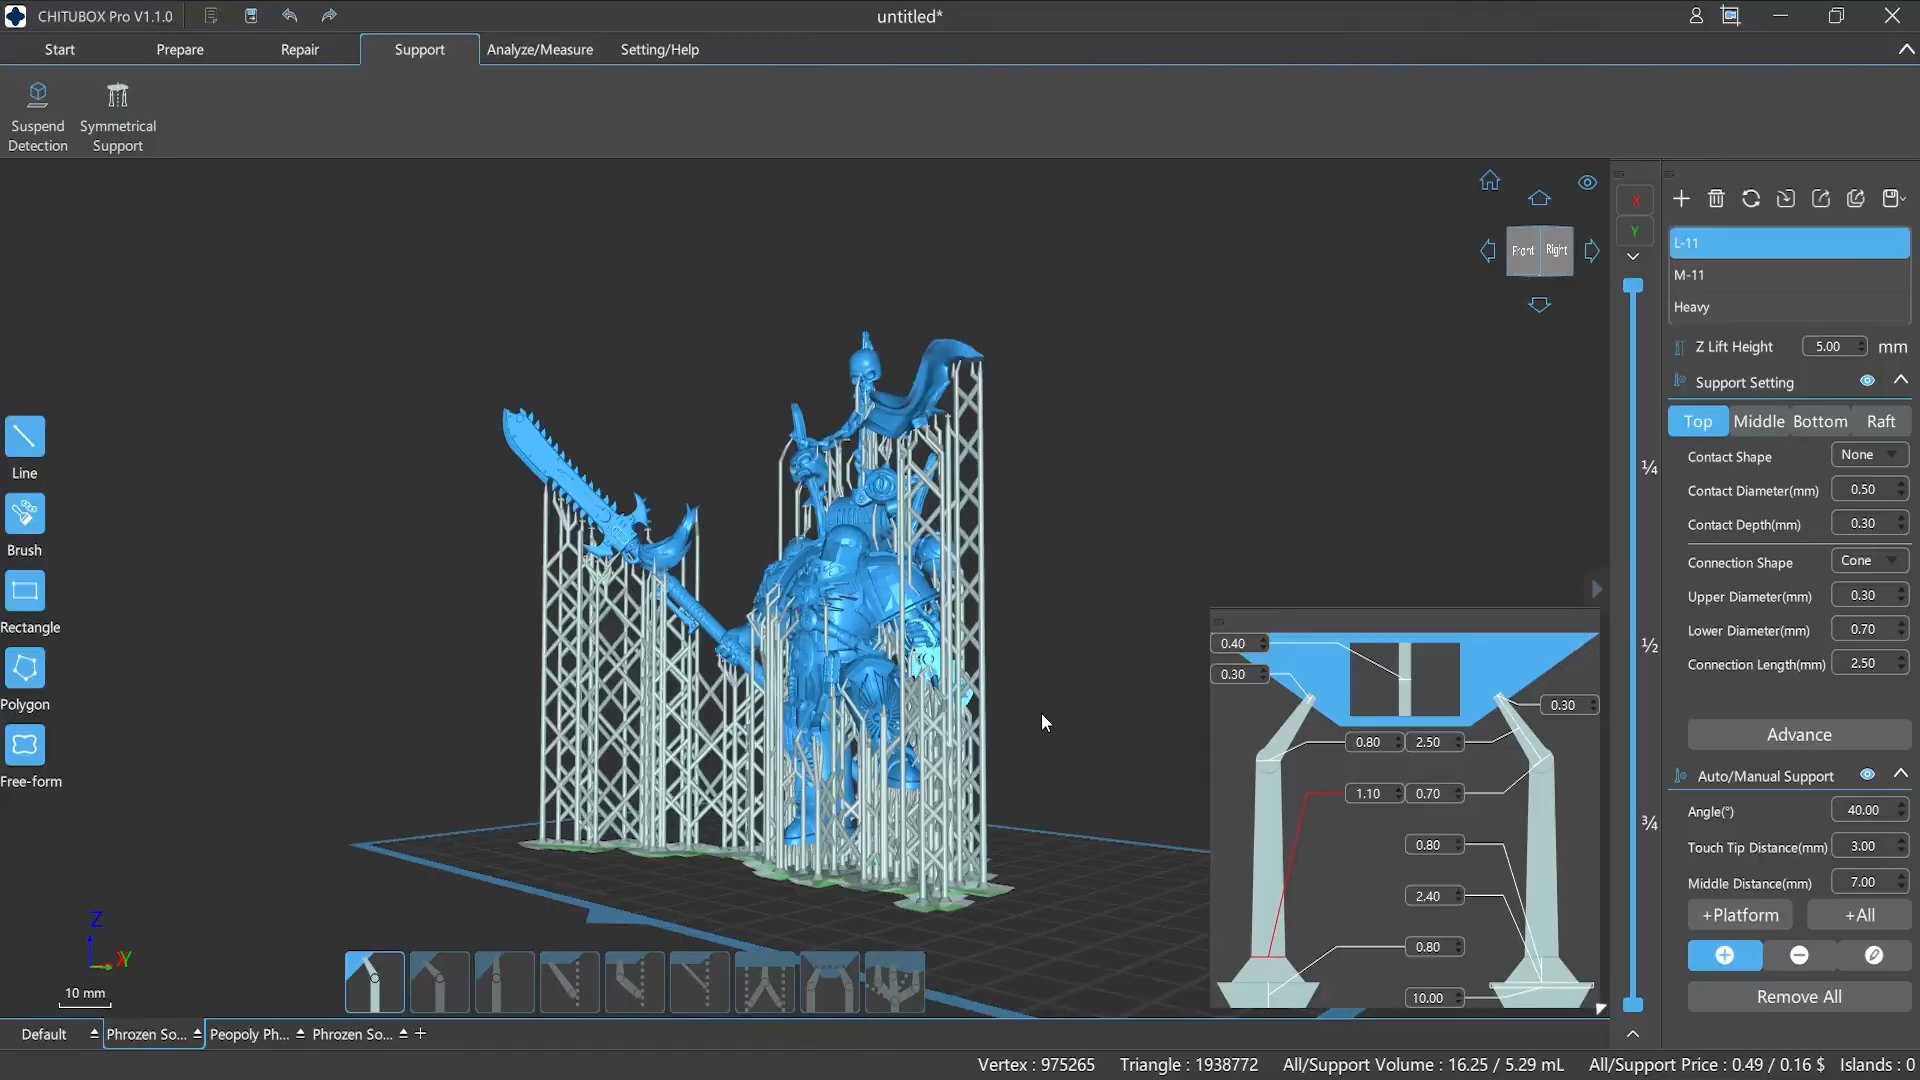 CHITUBOX Pro V1.1.0
untitled*
Start Prepare Repair Support Analyze/Measure Setting/Help
Suspend
Detection
Symmetrical
Support
Front Right
X
Y
L-11
M-11
Heavy
Z Lift Height 5.00 mm
Support Setting
Top Middle Bottom Raft
Contact Shape None
Contact Diameter(mm) 0.50
Contact Depth(mm) 0.30
Connection Shape Cone
Upper Diameter(mm) 0.30
Lower Diameter(mm) 0.70
Connection Length(mm) 2.50
Advance
Auto/Manual Support
Angle(°) 40.00
Touch Tip Distance(mm) 3.00
Middle Distance(mm) 7.00
+Platform +All
Remove All
¼
½
¾
Line
Brush
Rectangle
Polygon
Free-form
0.40
0.30
0.30
0.80 2.50
1.10 0.70
0.80
2.40
0.80
10.00
Z
X Y
10 mm
Default Phrozen So... Peopoly Ph... Phrozen So... +
Vertex : 975265 Triangle : 1938772 All/Support Volume : 16.25 / 5.29 mL All/Support Price : 0.49 / 0.16 $ Islands : 0